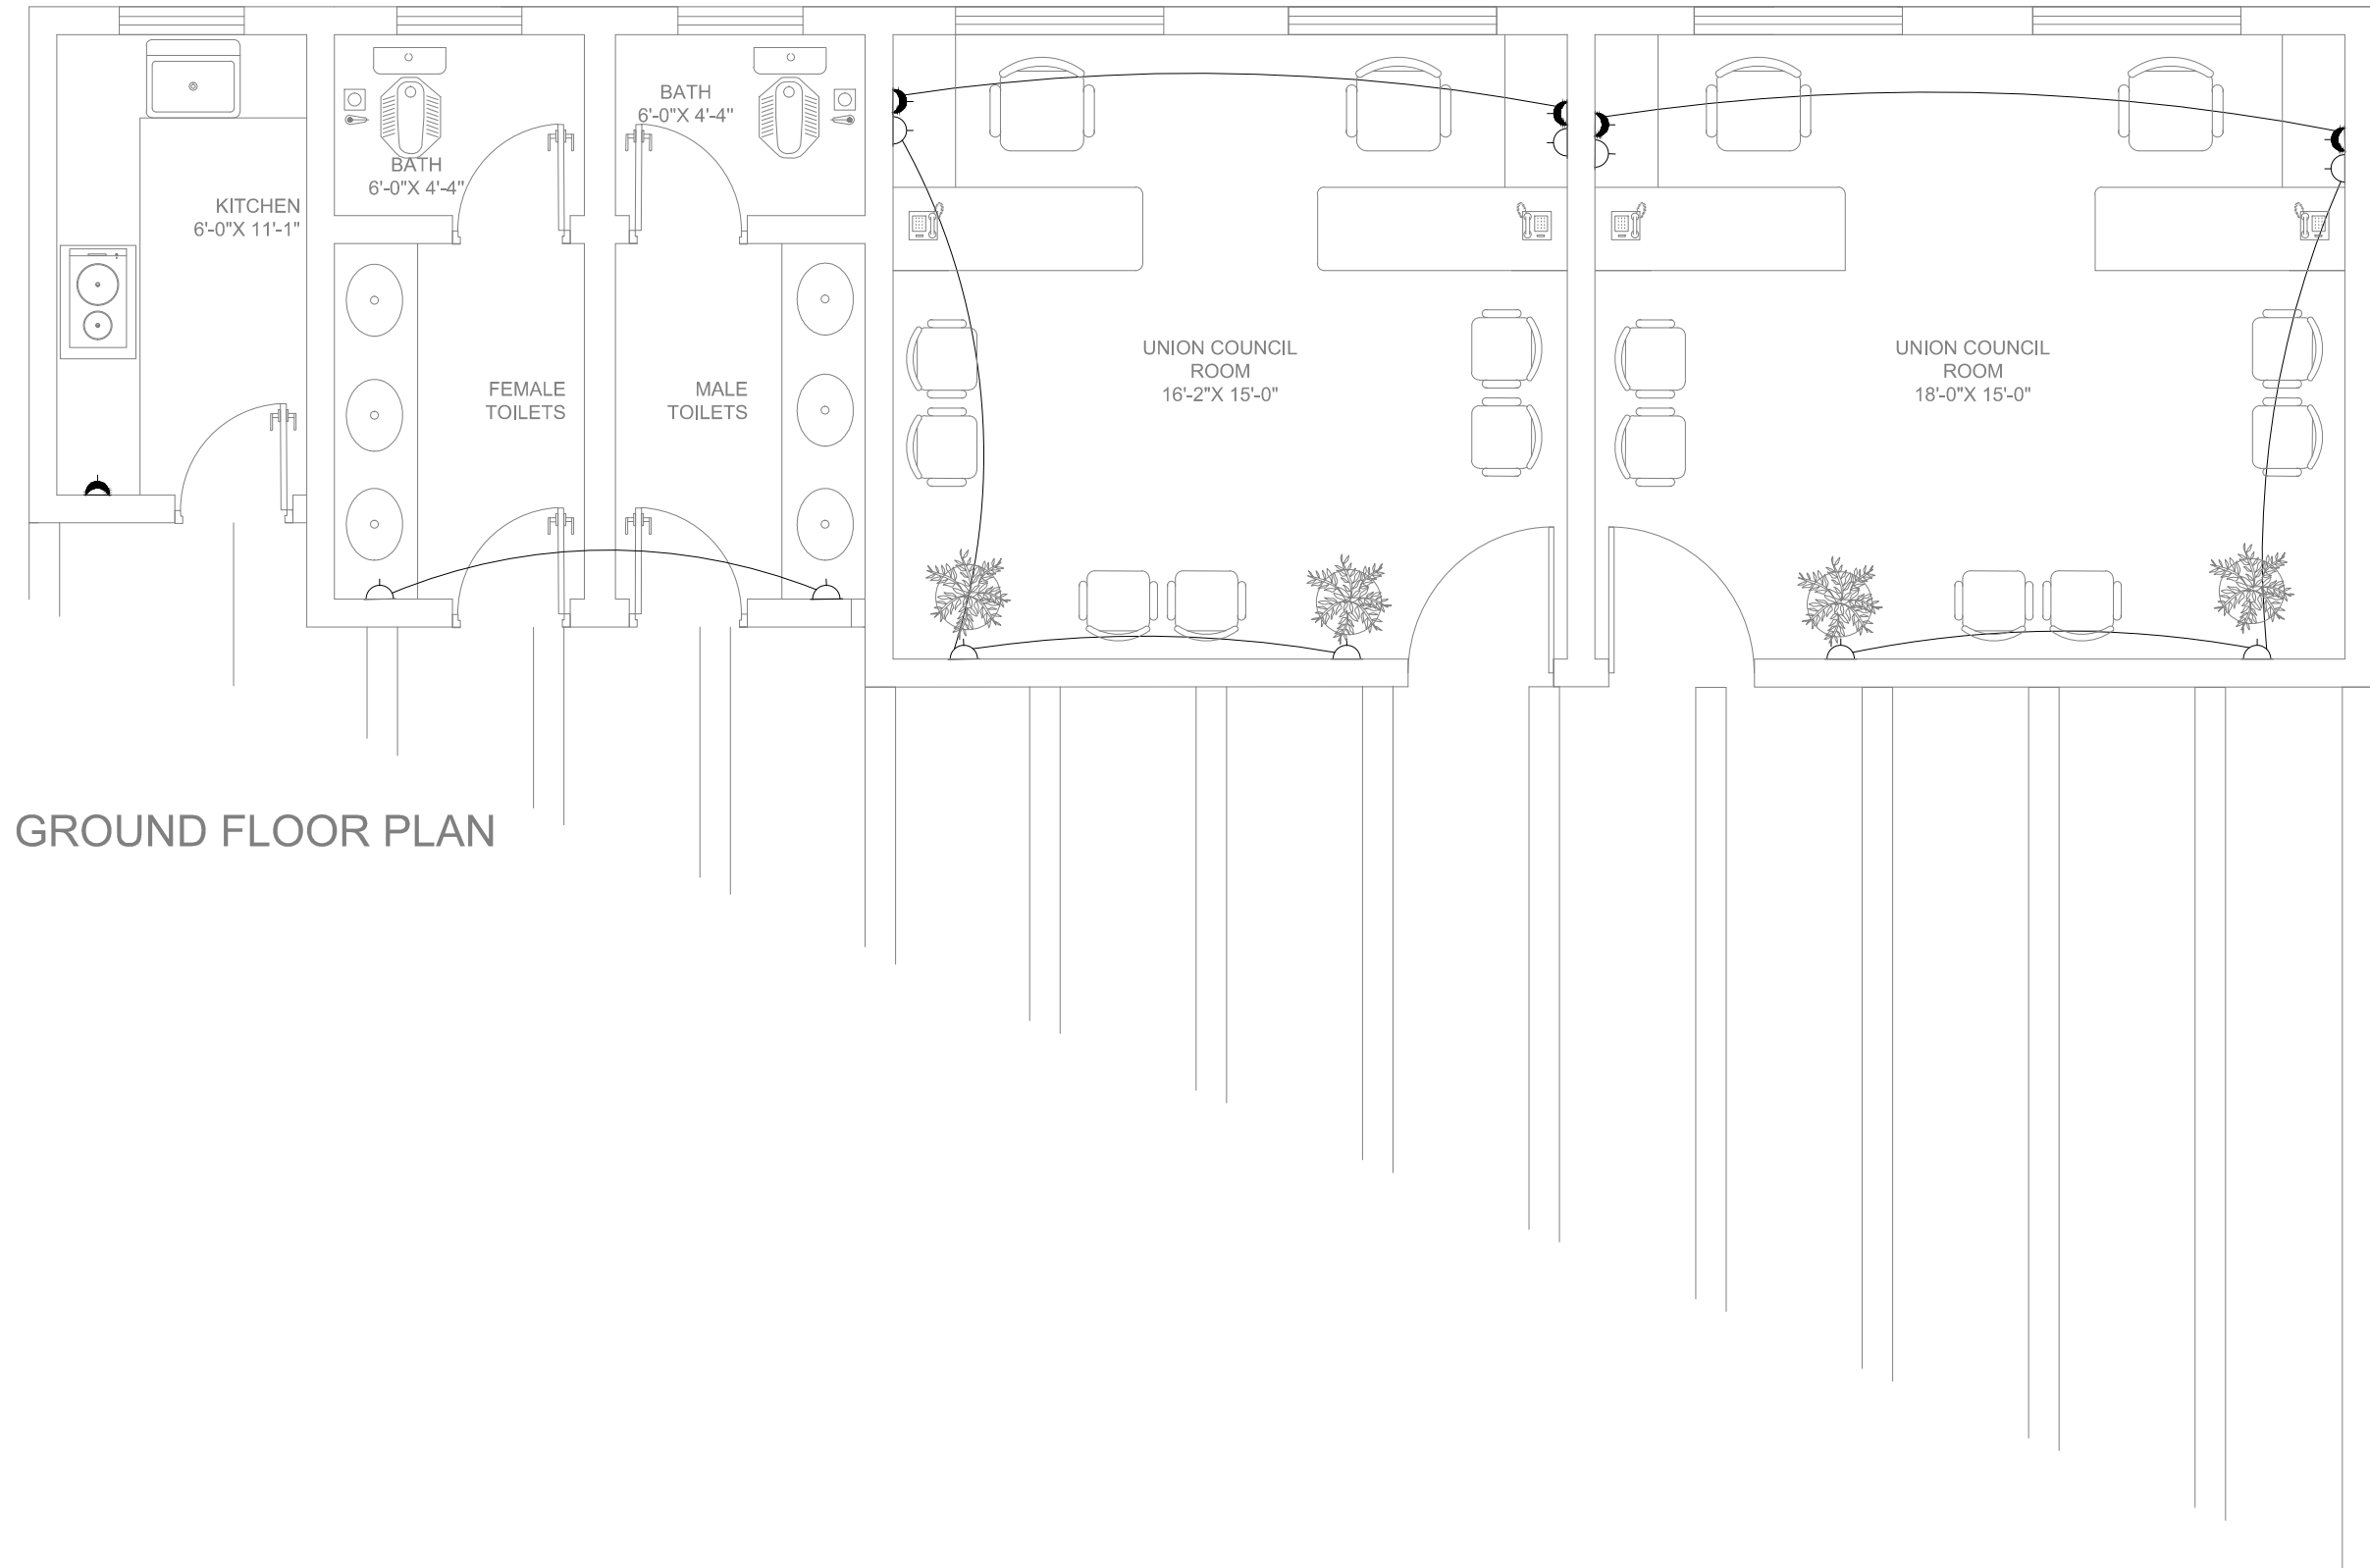 BATH
6'-0"X 4'-4"
BATH
6'-0"X 4'-4"
KITCHEN
6'-0"X 11'-1"
FEMALE
TOILETS
MALE
TOILETS
UNION COUNCIL
ROOM
16'-2"X 15'-0"
UNION COUNCIL
ROOM
18'-0"X 15'-0"
GROUND FLOOR PLAN